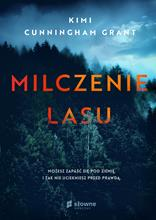 KIMI
CUNNINGHAM GRANT
MILCZENIE
LASU
MOŻESZ ZAPAŚĆ SIĘ POD ZIEMIĘ,
I TAK NIE UCIEKNIESZ PRZED PRAWDĄ
słowne